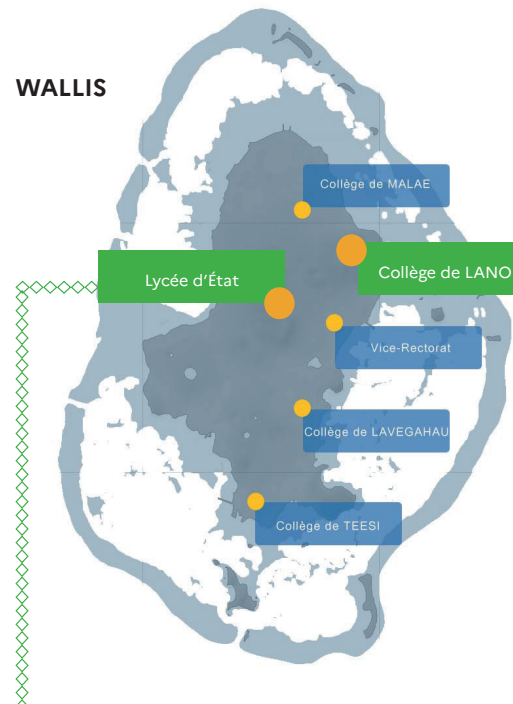 WALLIS
Collège de MALAE
Lycée d'État
Collège de LANO
Vice-Rectorat
Collège de LAVEGAHAU
Collège de TEESI